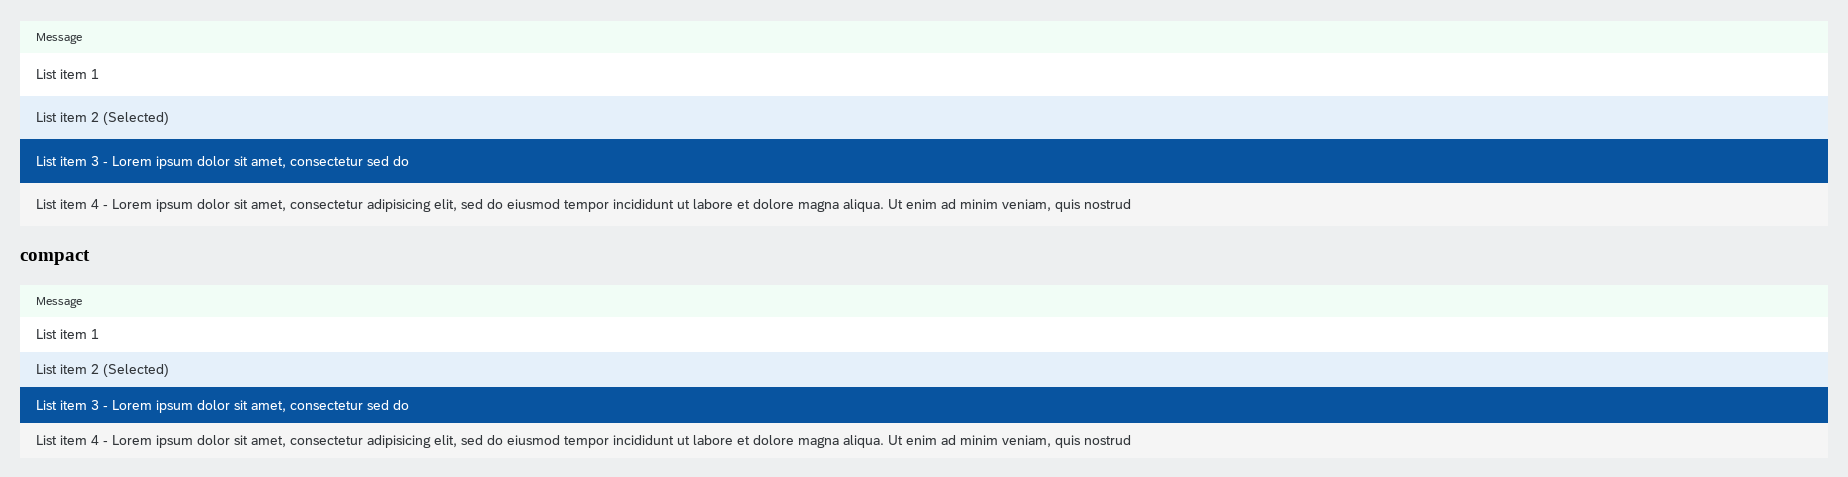 Message
List item 1
List item 2 (Selected)
List item 3 - Lorem ipsum dolor sit amet, consectetur sed do
List item 4 - Lorem ipsum dolor sit amet, consectetur adipisicing elit, sed do eiusmod tempor incididunt ut labore et dolore magna aliqua. Ut enim ad minim veniam, quis nostrud
compact
Message
List item 1
List item 2 (Selected)
List item 3 - Lorem ipsum dolor sit amet, consectetur sed do
List item 4 - Lorem ipsum dolor sit amet, consectetur adipisicing elit, sed do eiusmod tempor incididunt ut labore et dolore magna aliqua. Ut enim ad minim veniam, quis nostrud